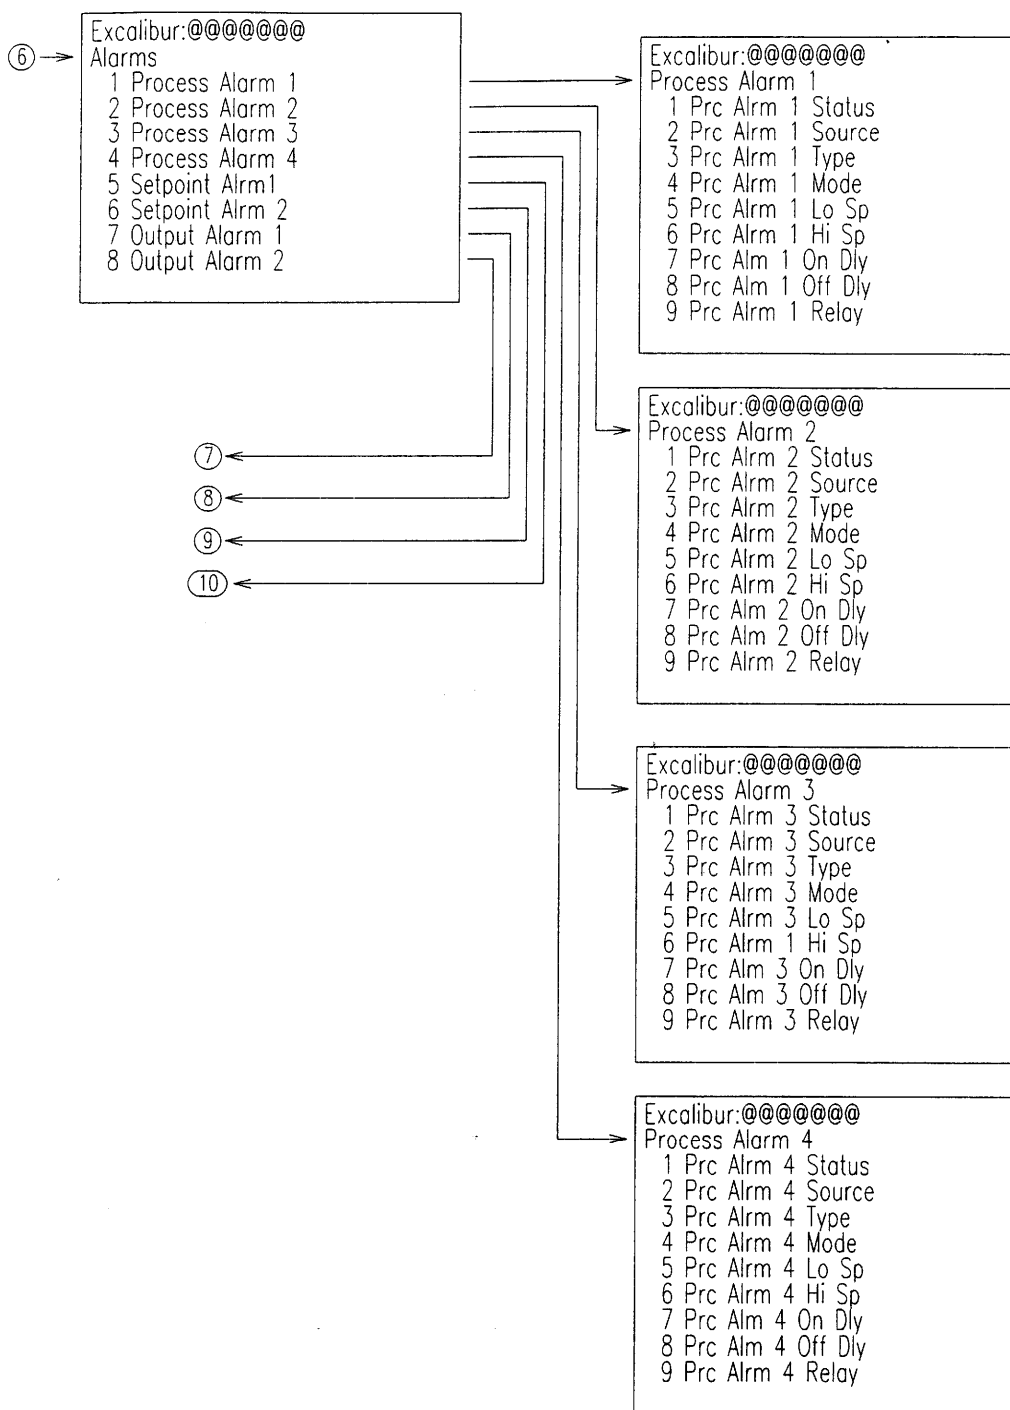 Excalibur:@@@@@@@
6
Alarms
1 Process Alarm 1
2 Process Alarm 2
3 Process Alarm 3
4 Process Alarm 4
5 Setpoint Alrm1
6 Setpoint Alrm 2
7 Output Alarm 1
8 Output Alarm 2
7
8
9
10
Excalibur:@@@@@@@
Process Alarm 1
1 Prc Alrm 1 Status
2 Prc Alrm 1 Source
3 Prc Alrm 1 Type
4 Prc Alrm 1 Mode
5 Prc Alrm 1 Lo Sp
6 Prc Alrm 1 Hi Sp
7 Prc Alm 1 On Dly
8 Prc Alm 1 Off Dly
9 Prc Alrm 1 Relay
Excalibur:@@@@@@@
Process Alarm 2
1 Prc Alrm 2 Status
2 Prc Alrm 2 Source
3 Prc Alrm 2 Type
4 Prc Alrm 2 Mode
5 Prc Alrm 2 Lo Sp
6 Prc Alrm 2 Hi Sp
7 Prc Alm 2 On Dly
8 Prc Alm 2 Off Dly
9 Prc Alrm 2 Relay
Excalibur:@@@@@@@
Process Alarm 3
1 Prc Alrm 3 Status
2 Prc Alrm 3 Source
3 Prc Alrm 3 Type
4 Prc Alrm 3 Mode
5 Prc Alrm 3 Lo Sp
6 Prc Alrm 1 Hi Sp
7 Prc Alm 3 On Dly
8 Prc Alm 3 Off Dly
9 Prc Alrm 3 Relay
Excalibur:@@@@@@@
Process Alarm 4
1 Prc Alrm 4 Status
2 Prc Alrm 4 Source
3 Prc Alrm 4 Type
4 Prc Alrm 4 Mode
5 Prc Alrm 4 Lo Sp
6 Prc Alrm 4 Hi Sp
7 Prc Alm 4 On Dly
8 Prc Alm 4 Off Dly
9 Prc Alrm 4 Relay